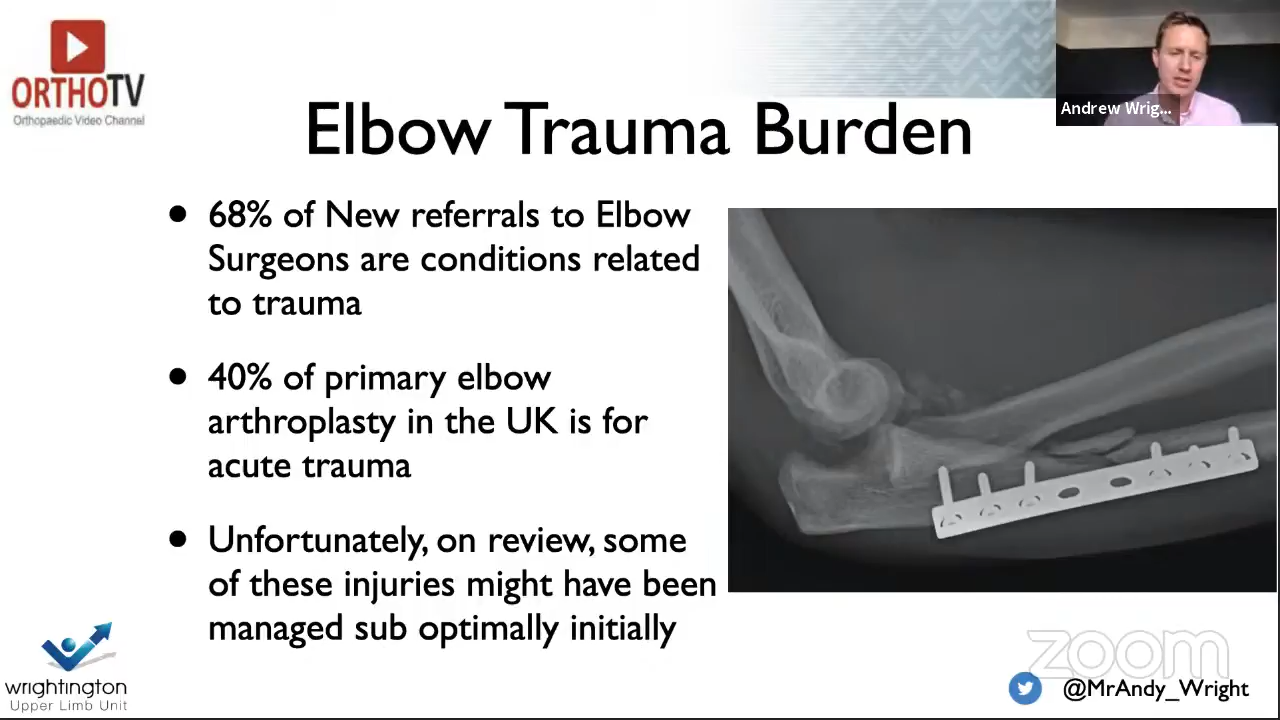 ORTHOTV
Orthopaedic Video Channel
Andrew Wrig...
Elbow Trauma Burden
• 68% of New referrals to Elbow
Surgeons are conditions related
to trauma
• 40% of primary elbow
arthroplasty in the UK is for
acute trauma
• Unfortunately, on review, some
of these injuries might have been
managed sub optimally initially
wrightington
Upper Limb Unit
zoom
@MrAndy_Wright